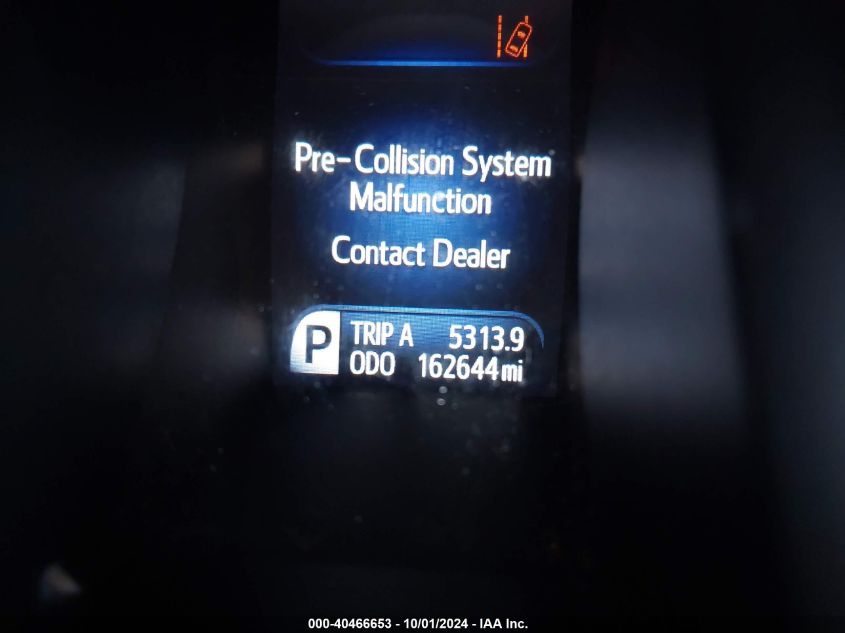 Pre-Collision System
Malfunction
Contact Dealer
P
TRIP A 5313.9
ODO 162644 mi
000-40466653 - 10/01/2024 - IAA Inc.